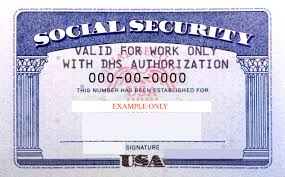 SOCIAL SECURITY
VALID FOR WORK ONLY
WITH DHS AUTHORIZATION
000-00-0000
THIS NUMBER HAS BEEN ESTABLISHED FOR
EXAMPLE ONLY
SIGNATURE
USA